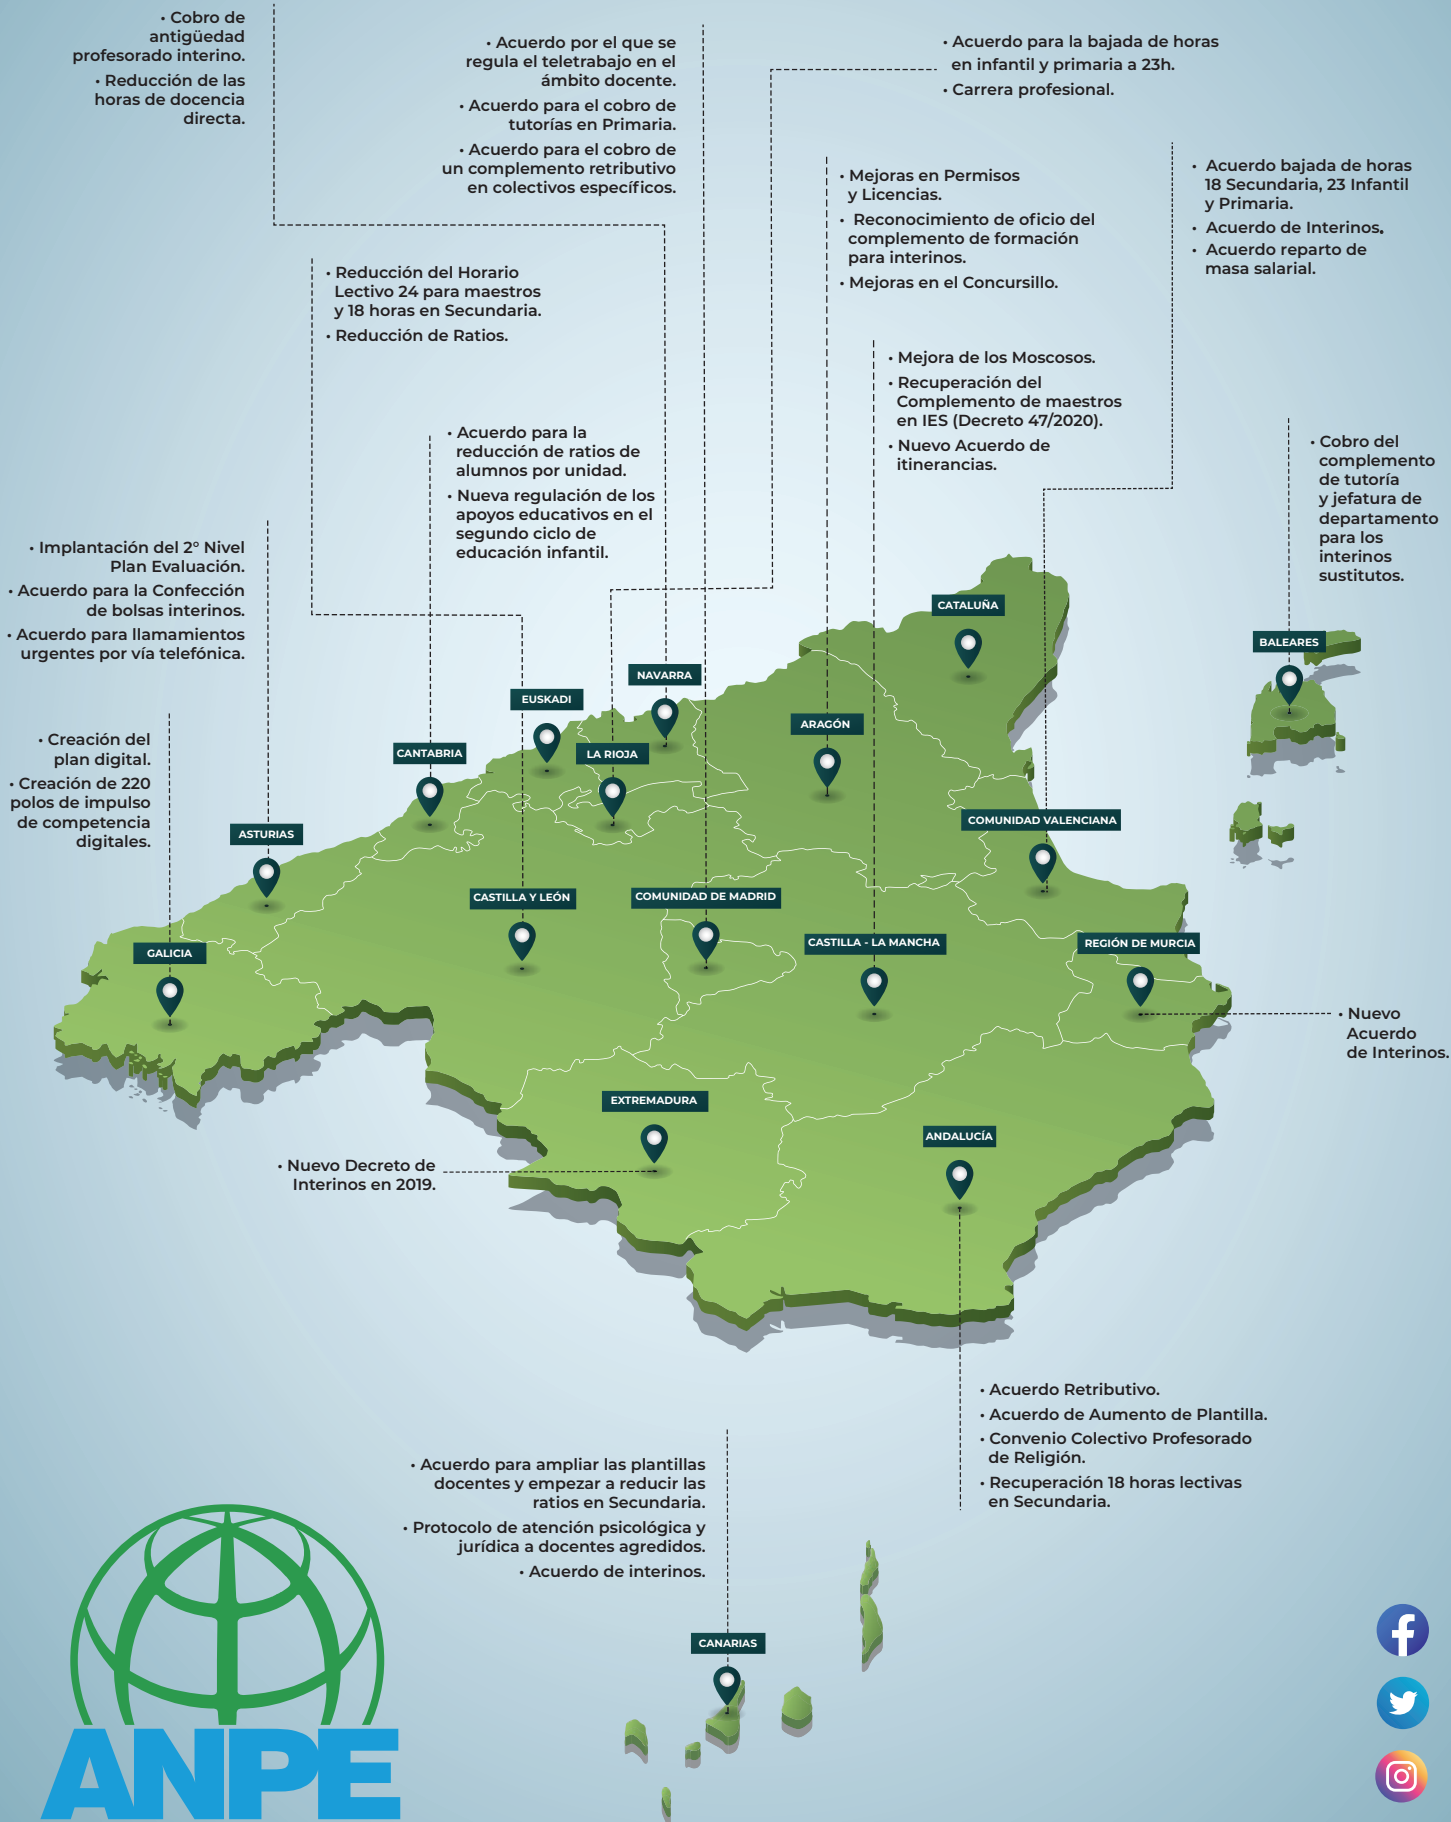 • Cobro de
antigüedad
profesorado interino.
• Reducción de las
horas de docencia
directa.
• Acuerdo por el que se
regula el teletrabajo en el
ámbito docente.
• Acuerdo para el cobro de
tutorías en Primaria.
• Acuerdo para el cobro de
un complemento retributivo
en colectivos específicos.
• Acuerdo para la bajada de horas
en infantil y primaria a 23h.
• Carrera profesional.
• Mejoras en Permisos
y Licencias.
• Reconocimiento de oficio del
complemento de formación
para interinos.
• Mejoras en el Concursillo.
• Acuerdo bajada de horas
18 Secundaria, 23 Infantil
y Primaria.
• Acuerdo de Interinos.
• Acuerdo reparto de
masa salarial.
• Reducción del Horario
Lectivo 24 para maestros
y 18 horas en Secundaria.
• Reducción de Ratios.
• Mejora de los Moscosos.
• Recuperación del
Complemento de maestros
en IES (Decreto 47/2020).
• Nuevo Acuerdo de
itinerancias.
• Acuerdo para la
reducción de ratios de
alumnos por unidad.
• Nueva regulación de los
apoyos educativos en el
segundo ciclo de
educación infantil.
• Cobro del
complemento
de tutoría
y jefatura de
departamento
para los
interinos
sustitutos.
• Implantación del 2º Nivel
Plan Evaluación.
• Acuerdo para la Confección
de bolsas interinos.
• Acuerdo para llamamientos
urgentes por vía telefónica.
• Creación del
plan digital.
• Creación de 220
polos de impulso
de competencia
digitales.
CATALUÑA
BALEARES
NAVARRA
EUSKADI
ARAGÓN
CANTABRIA
LA RIOJA
COMUNIDAD VALENCIANA
ASTURIAS
CASTILLA Y LEÓN
COMUNIDAD DE MADRID
CASTILLA - LA MANCHA
REGIÓN DE MURCIA
GALICIA
• Nuevo
Acuerdo
de Interinos.
EXTREMADURA
ANDALUCÍA
• Nuevo Decreto de
Interinos en 2019.
• Acuerdo Retributivo.
• Acuerdo de Aumento de Plantilla.
• Convenio Colectivo Profesorado
de Religión.
• Recuperación 18 horas lectivas
en Secundaria.
• Acuerdo para ampliar las plantillas
docentes y empezar a reducir las
ratios en Secundaria.
• Protocolo de atención psicológica y
jurídica a docentes agredidos.
• Acuerdo de interinos.
CANARIAS
ANPE